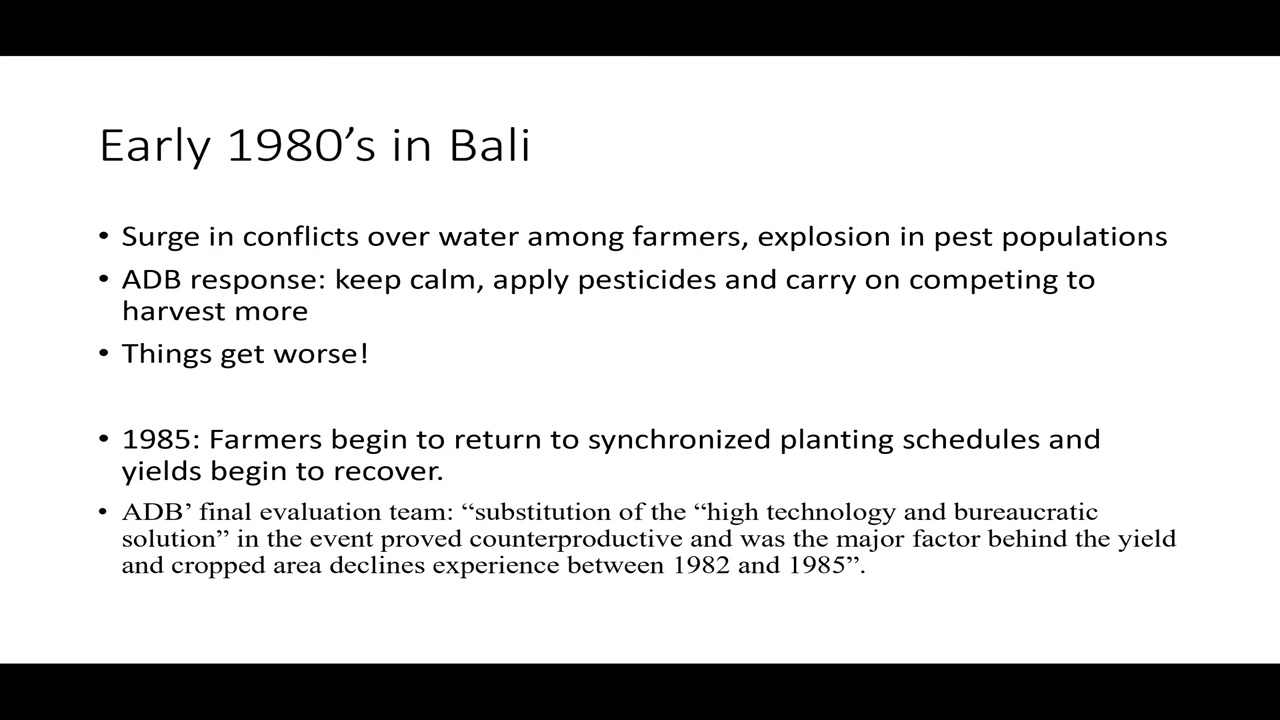 Early 1980’s in Bali
• Surge in conflicts over water among farmers, explosion in pest populations
• ADB response: keep calm, apply pesticides and carry on competing to
harvest more
• Things get worse!
• 1985: Farmers begin to return to synchronized planting schedules and
yields begin to recover.
• ADB’ final evaluation team: “substitution of the “high technology and bureaucratic
solution” in the event proved counterproductive and was the major factor behind the yield
and cropped area declines experience between 1982 and 1985”.